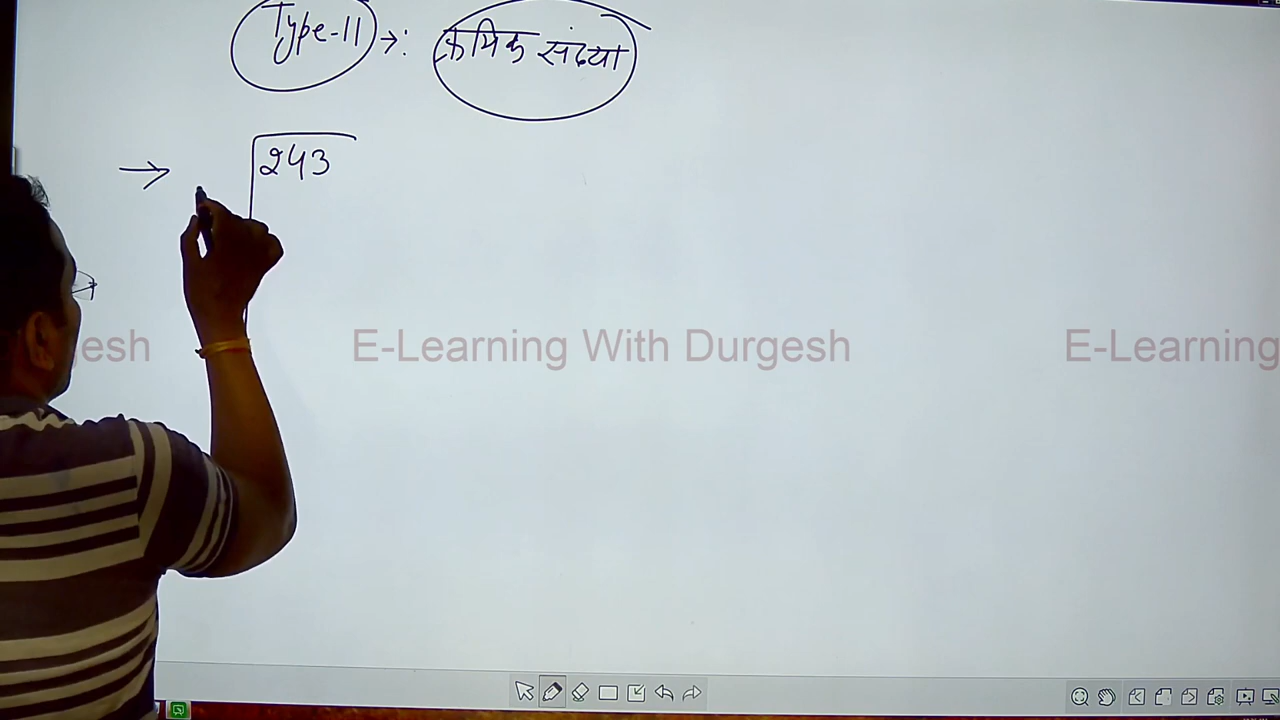 Type-11 →: क्रमिक संख्या
→ 243
esh E-Learning With Durgesh E-Learning